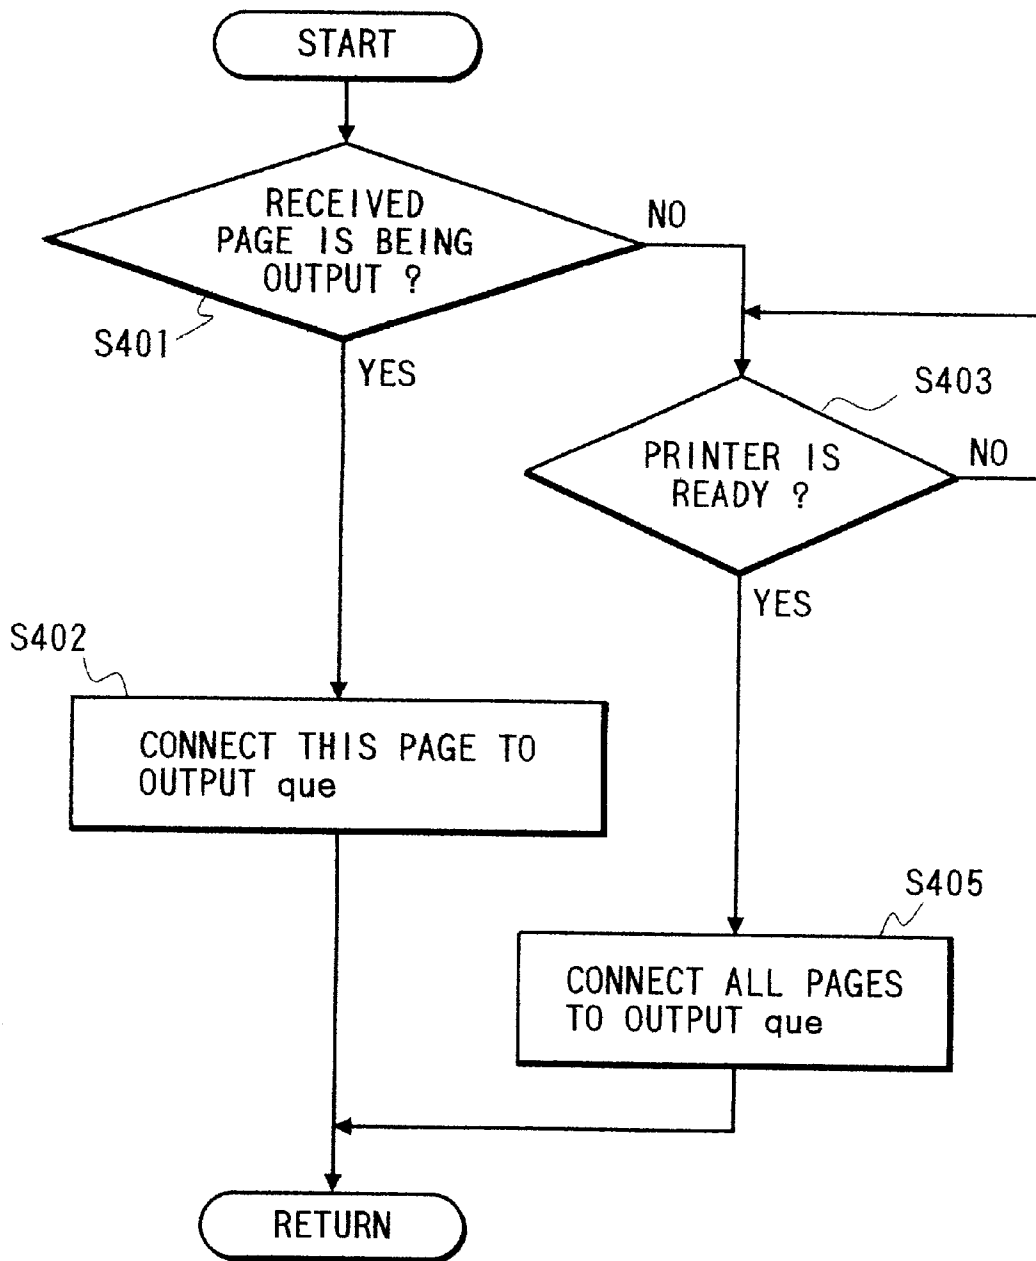 START
RECEIVED
PAGE IS BEING
OUTPUT ?
NO
S401
YES
S403
PRINTER IS
READY ?
NO
YES
S402
CONNECT THIS PAGE TO
OUTPUT que
S405
CONNECT ALL PAGES
TO OUTPUT que
RETURN